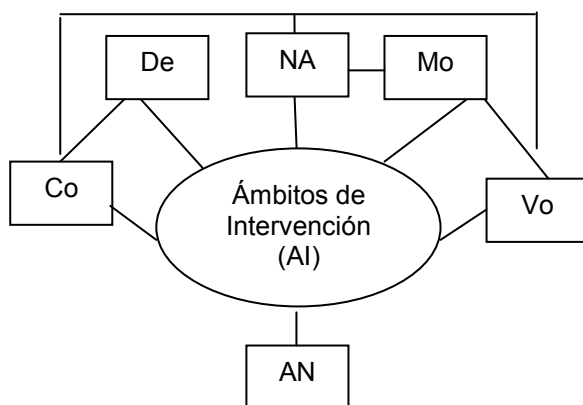 De
NA
Mo
Co
Ámbitos de
Intervención
(AI)
Vo
AN